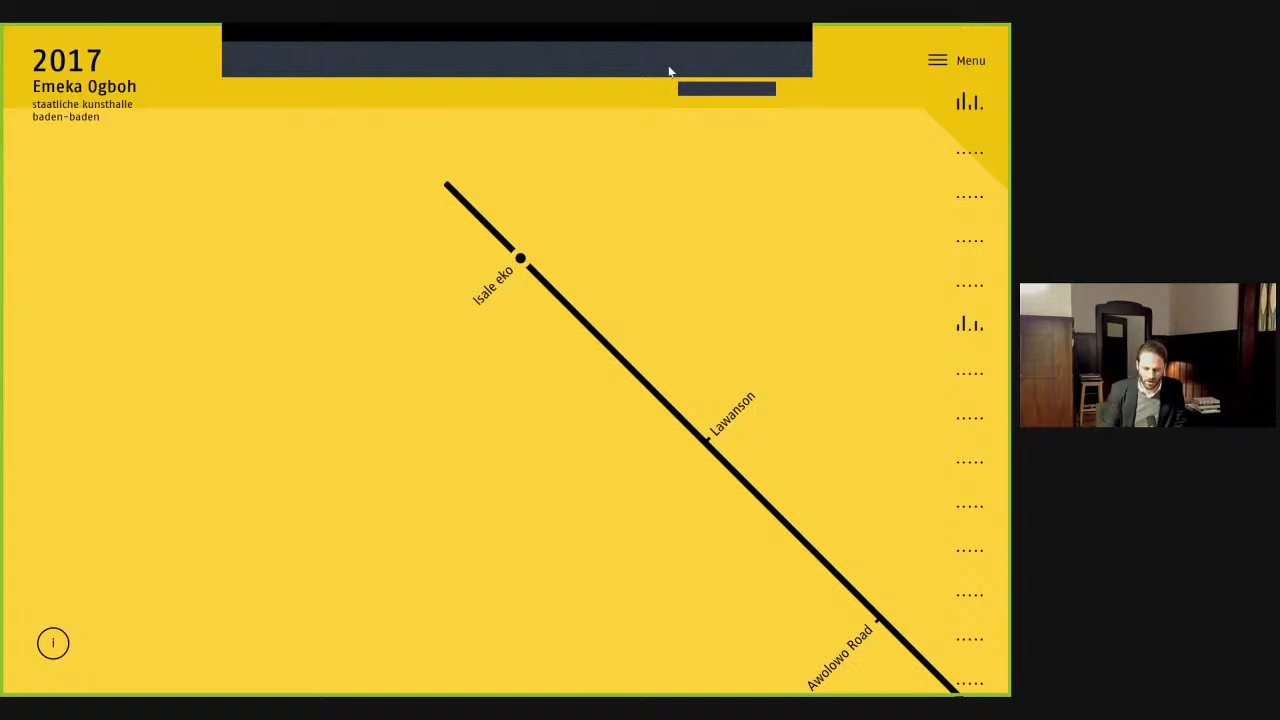 2017
Emeka Ogboh
staatliche kunsthalle
baden-baden
Menu
Isale eko
Lawanson
Awolowo Road
i